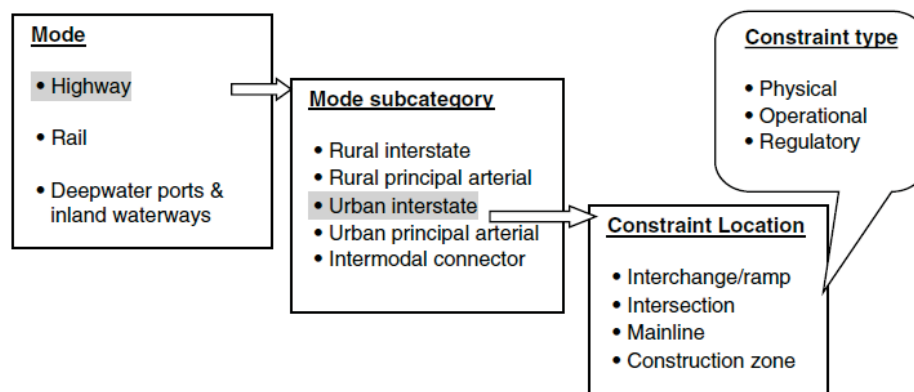 Mode
• Highway
• Rail
• Deepwater ports &
inland waterways
Mode subcategory
• Rural interstate
• Rural principal arterial
• Urban interstate
• Urban principal arterial
• Intermodal connector
Constraint type
• Physical
• Operational
• Regulatory
Constraint Location
• Interchange/ramp
• Intersection
• Mainline
• Construction zone